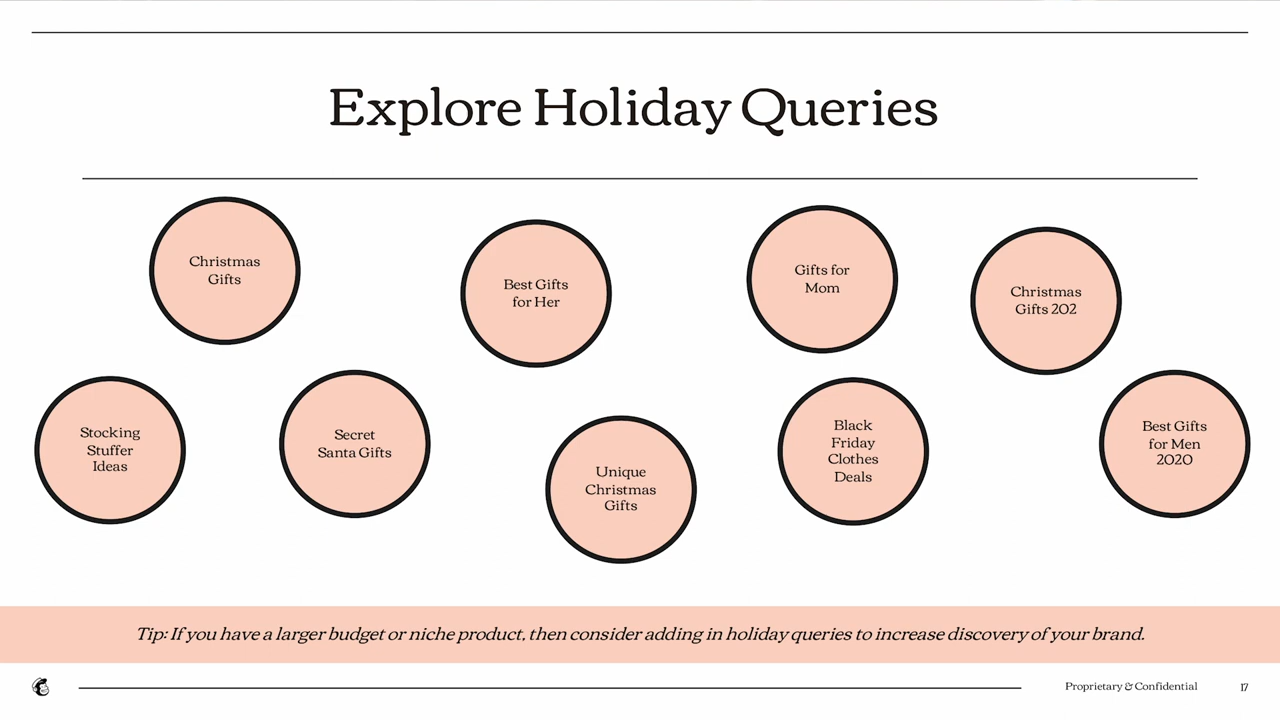 Explore Holiday Queries
Christmas
Gifts
Best Gifts
for Her
Gifts for
Mom
Christmas
Gifts 202
Stocking
Stuffer
Ideas
Secret
Santa Gifts
Unique
Christmas
Gifts
Black
Friday
Clothes
Deals
Best Gifts
for Men
2020
Tip: If you have a larger budget or niche product, then consider adding in holiday queries to increase discovery of your brand.
Proprietary & Confidential
17